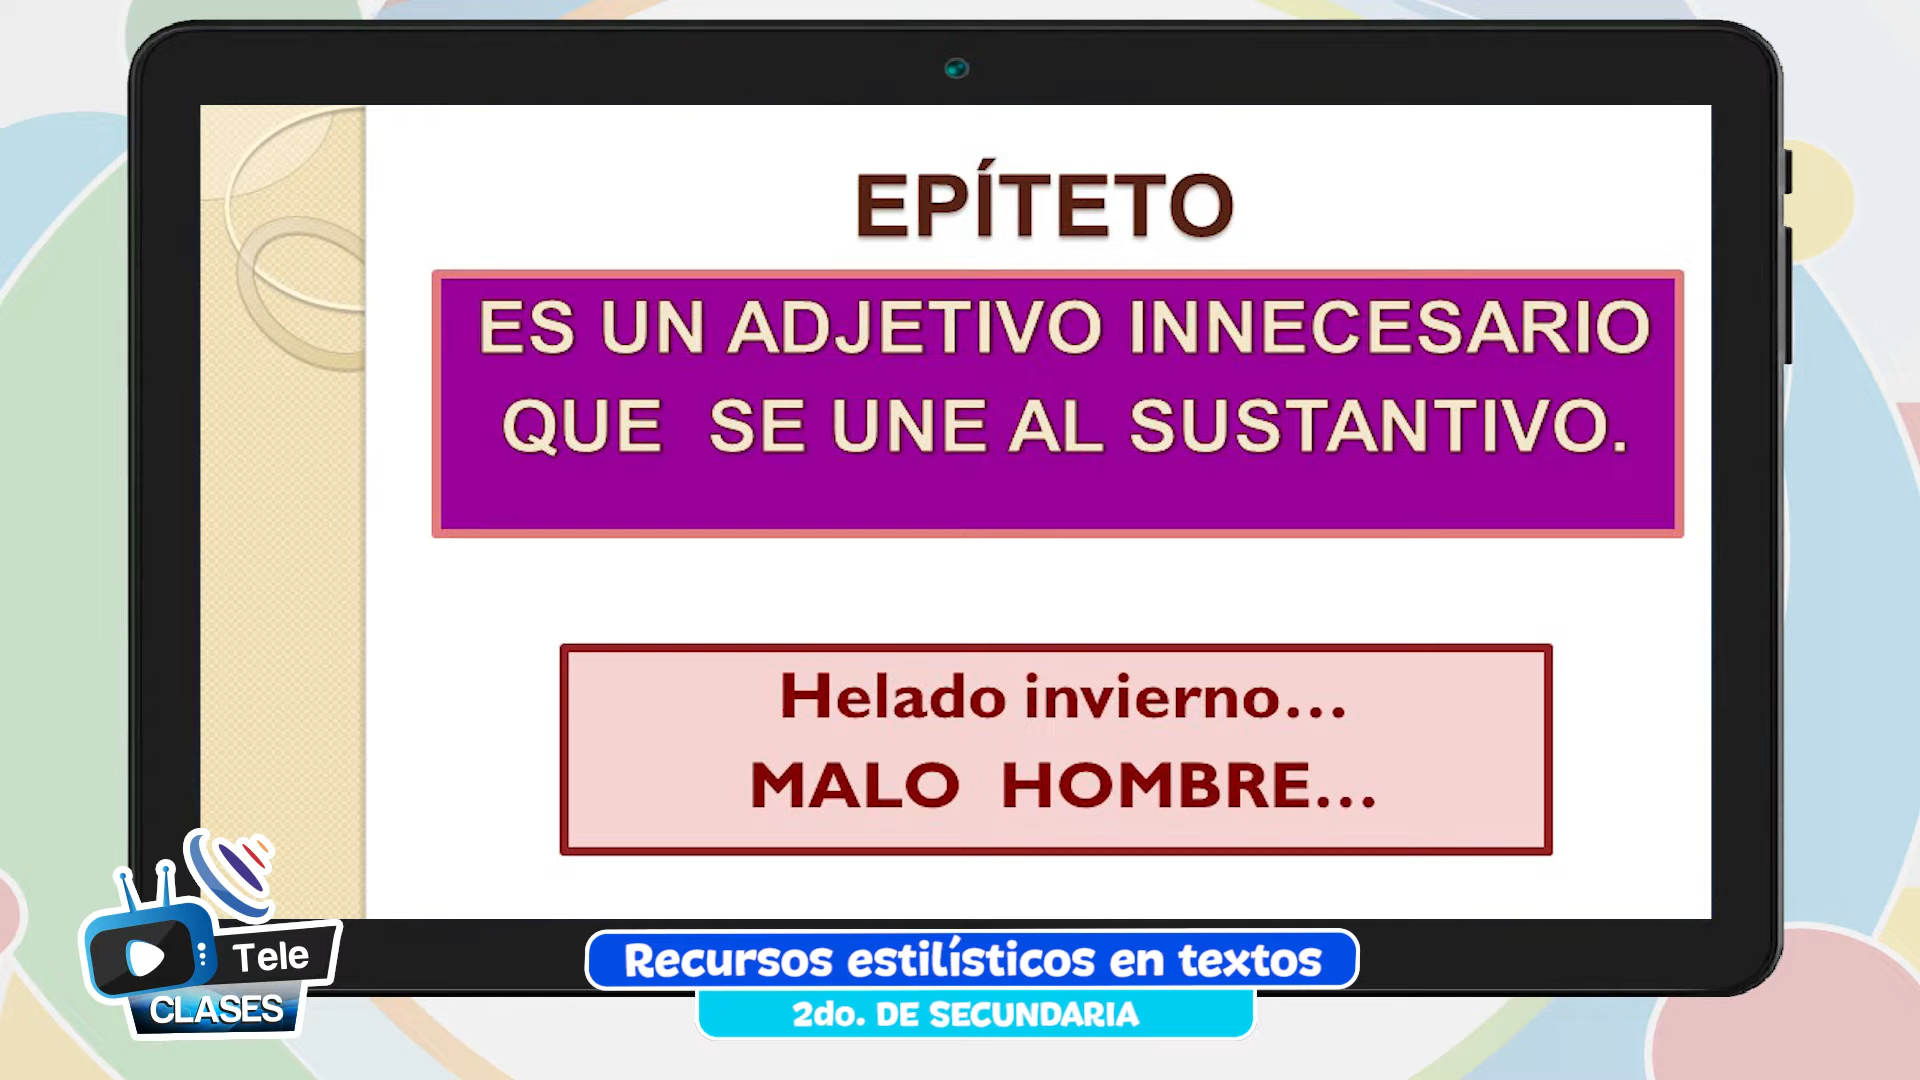 EPÍTETO
ES UN ADJETIVO INNECESARIO
QUE SE UNE AL SUSTANTIVO.
Helado invierno...
MALO HOMBRE...
Tele
CLASES
Recursos estilísticos en textos
2do. DE SECUNDARIA